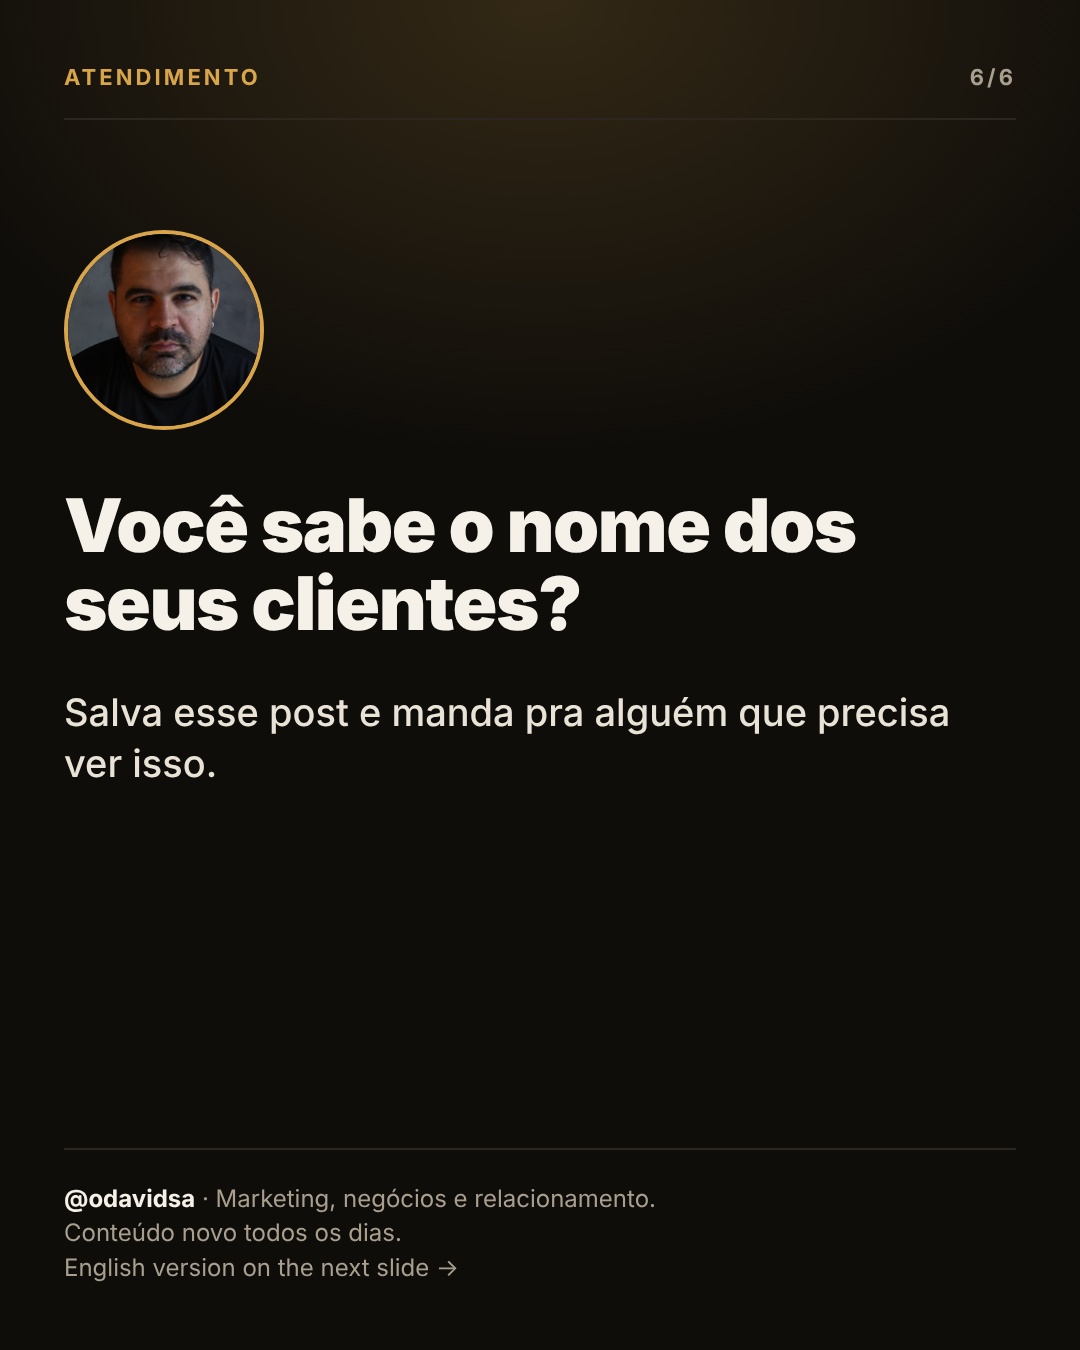 ATENDIMENTO
6/6
Você sabe o nome dos
seus clientes?
Salva esse post e manda pra alguém que precisa
ver isso.
@odavidsa · Marketing, negócios e relacionamento.
Conteúdo novo todos os dias.
English version on the next slide →